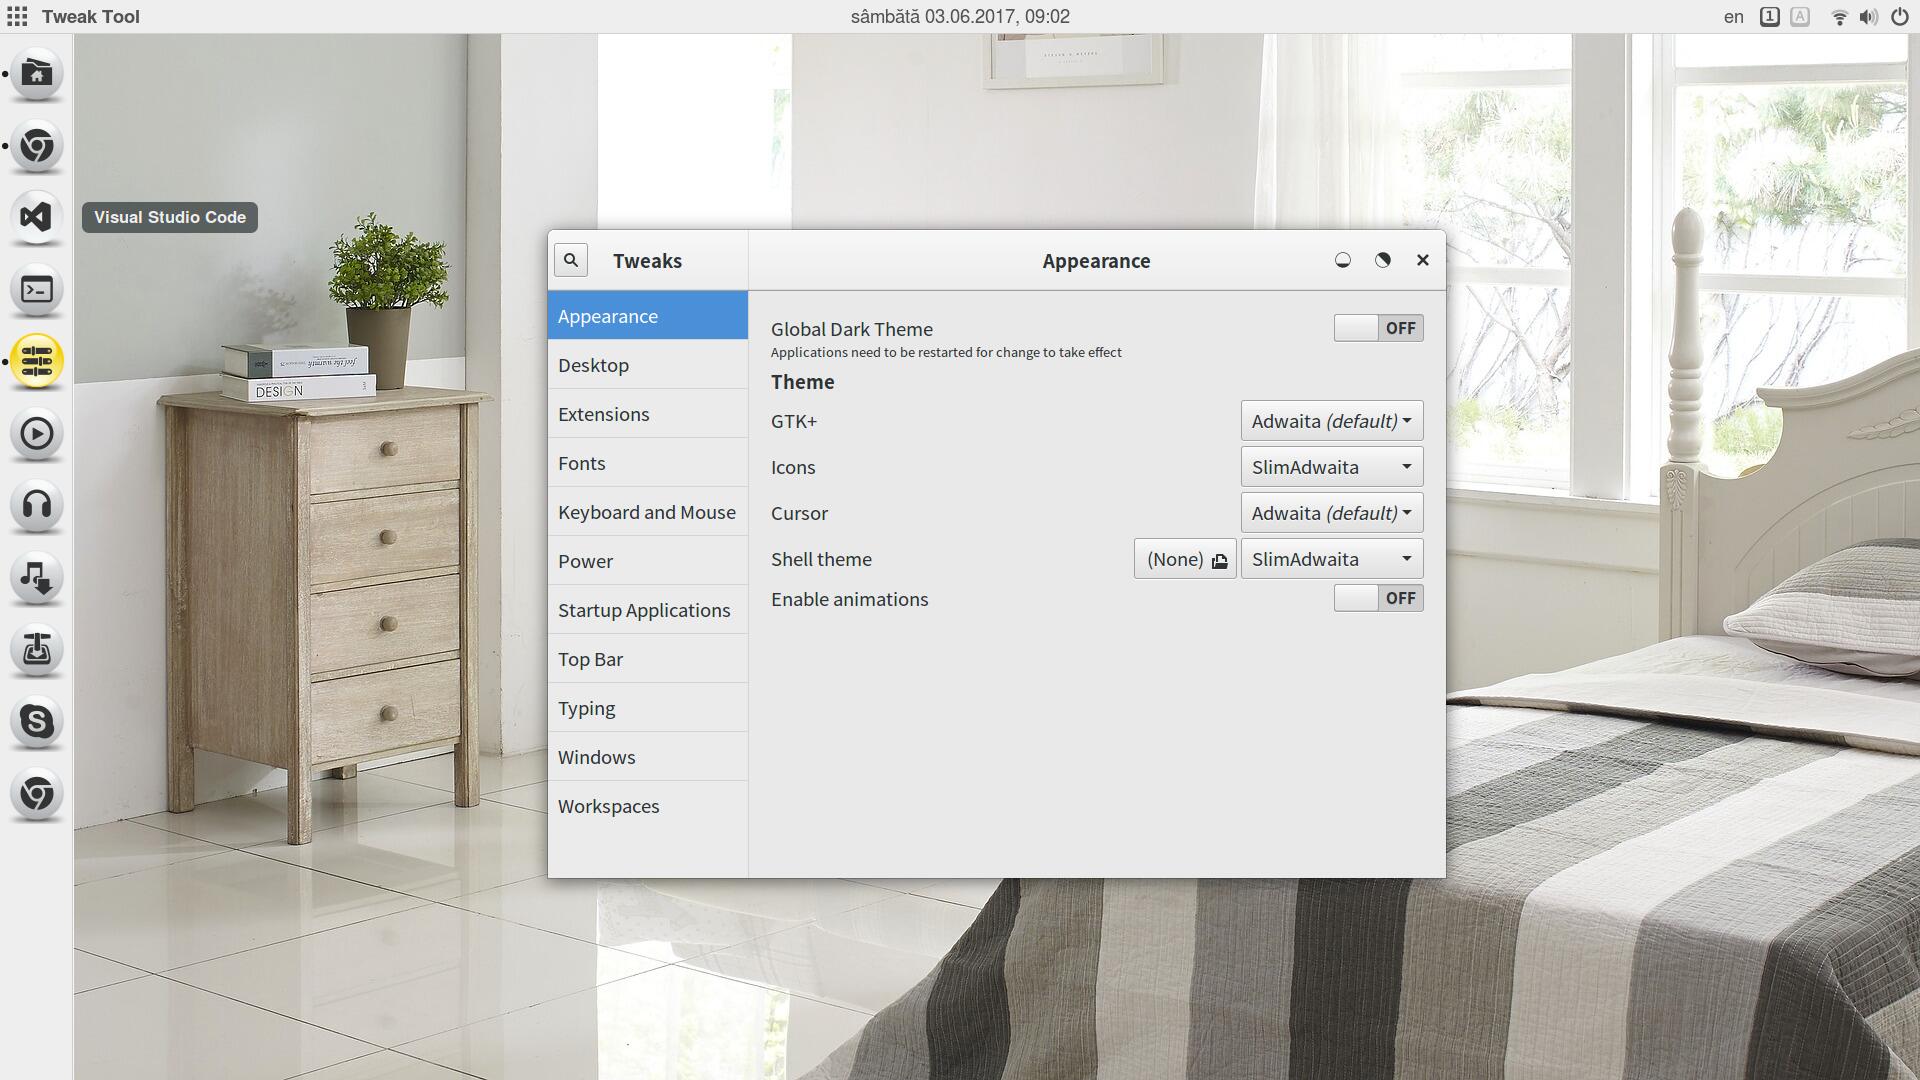 Tweak Tool
sâmbătă 03.06.2017, 09:02
en
1
A
Visual Studio Code
feel the warmth
DESIGN
Tweaks
Appearance
Appearance
Desktop
Extensions
Fonts
Keyboard and Mouse
Power
Startup Applications
Top Bar
Typing
Windows
Workspaces
Global Dark Theme OFF
Applications need to be restarted for change to take effect
Theme
GTK+ Adwaita (default)
Icons SlimAdwaita
Cursor Adwaita (default)
Shell theme (None) SlimAdwaita
Enable animations OFF